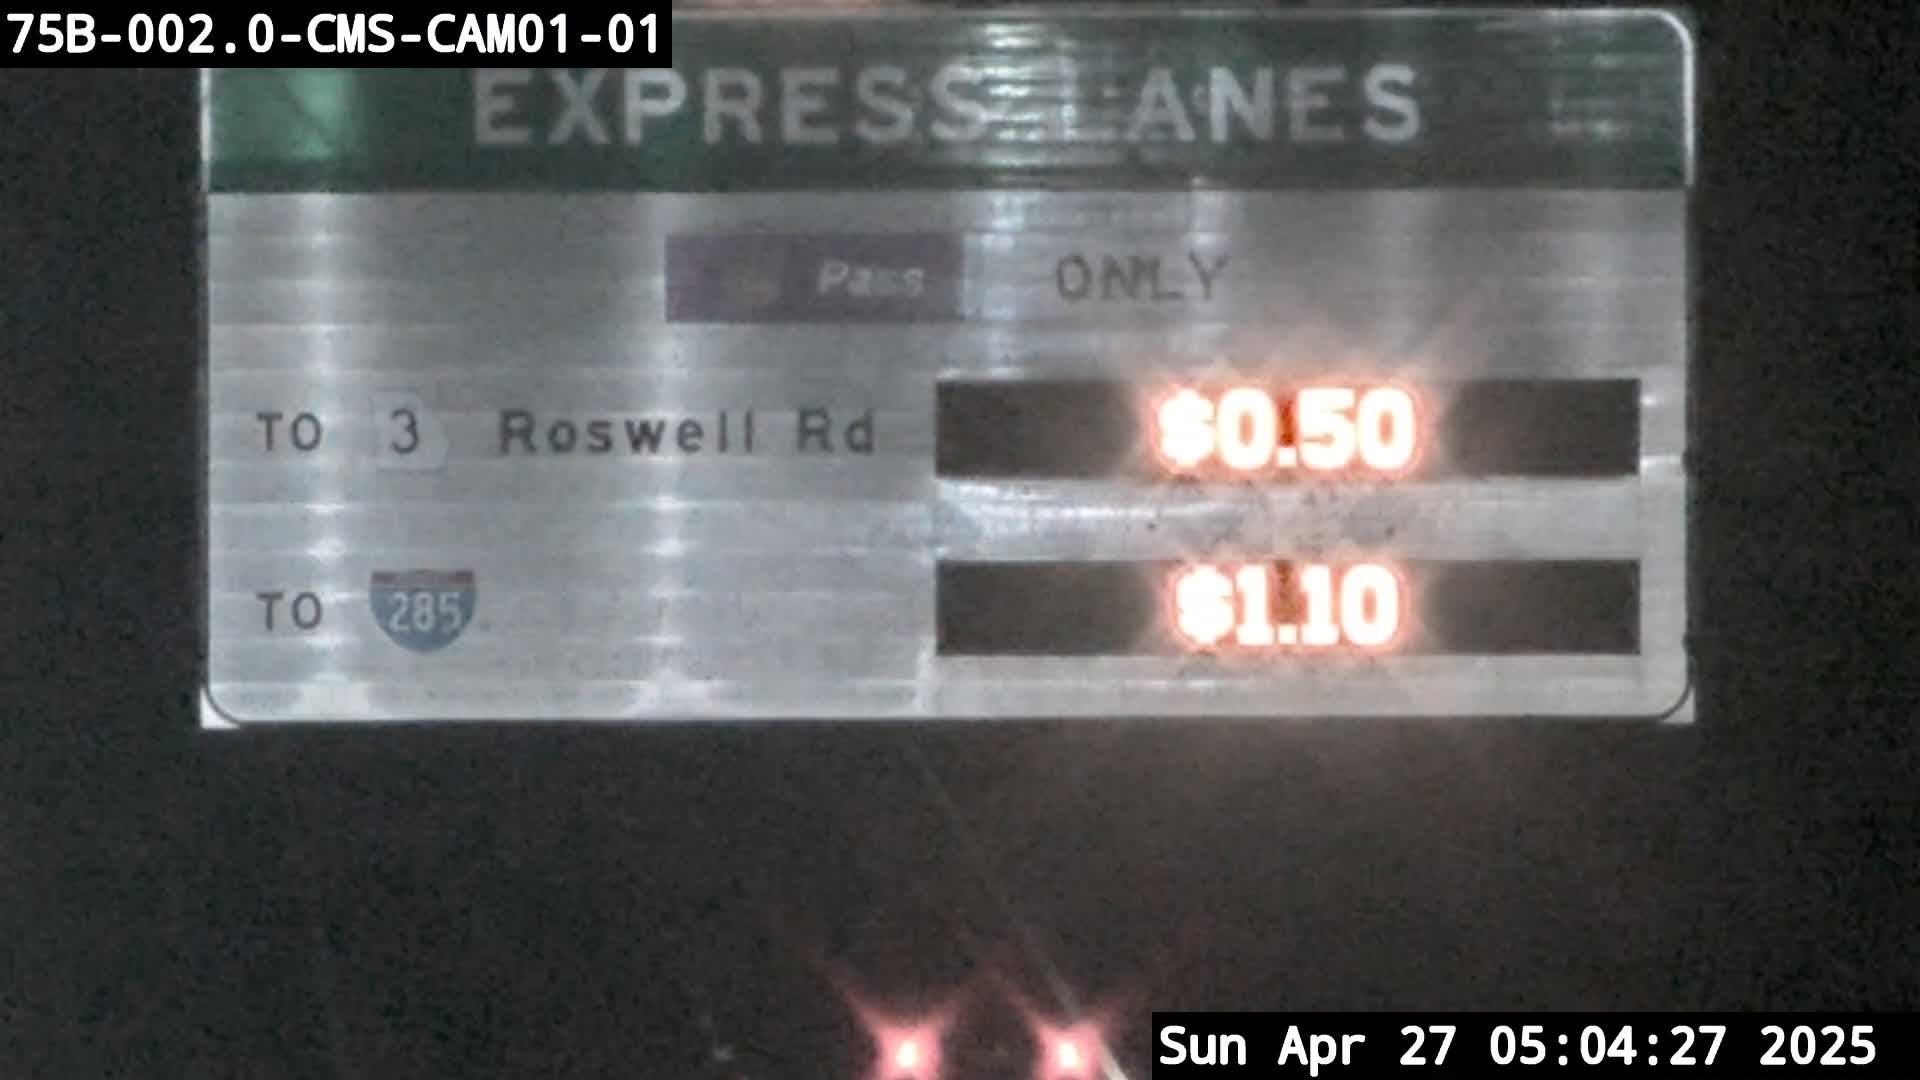 75B-002.0-CMS-CAM01-01
EXPRESS LANES
Pass ONLY
TO 3 Roswell Rd $0.50
TO 285 $1.10
Sun Apr 27 05:04:27 2025